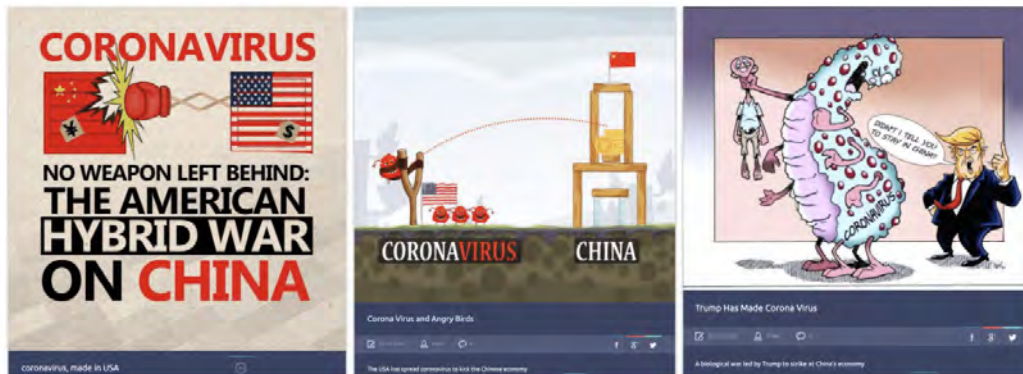 CORONAVIRUS
¥
$
NO WEAPON LEFT BEHIND:
THE AMERICAN
HYBRID WAR
ON CHINA
coronavirus, made in USA
CORONAVIRUS
CHINA
Corona Virus and Angry Birds
f
The USA has spread coronavirus to kick the Chinese economy
DIDN'T I TELL YOU
TO STAY IN CHINA!!
CORONAVIRUS
Trump Has Made Corona Virus
f
A biological war led by Trump to strike at China's economy